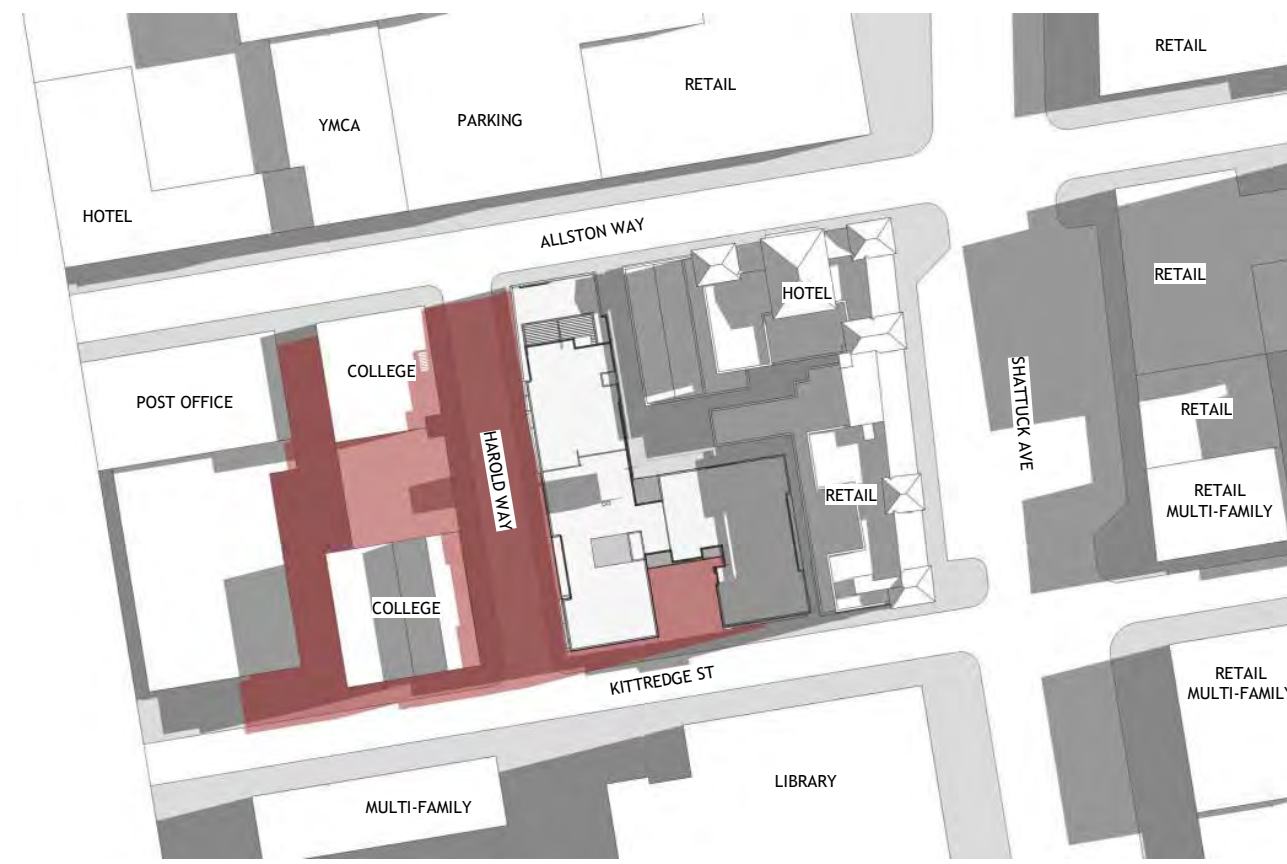 RETAIL
RETAIL
YMCA
PARKING
HOTEL
ALLSTON WAY
HOTEL
RETAIL
COLLEGE
POST OFFICE
SHATTUCK AVE
RETAIL
HAROLD WAY
RETAIL
RETAIL
MULTI-FAMILY
COLLEGE
KITTREDGE ST
RETAIL
MULTI-FAMILY
LIBRARY
MULTI-FAMILY